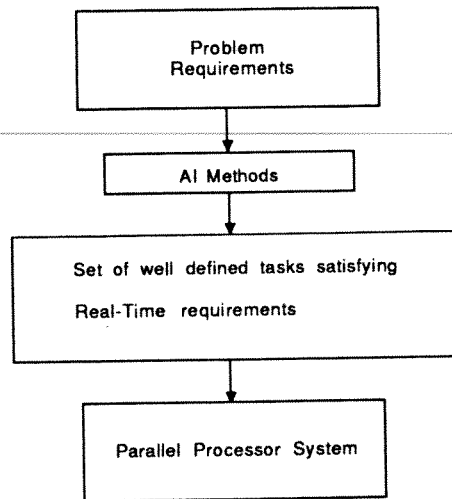 Problem
Requirements
AI Methods
Set of well defined tasks satisfying
Real-Time requirements
Parallel Processor System